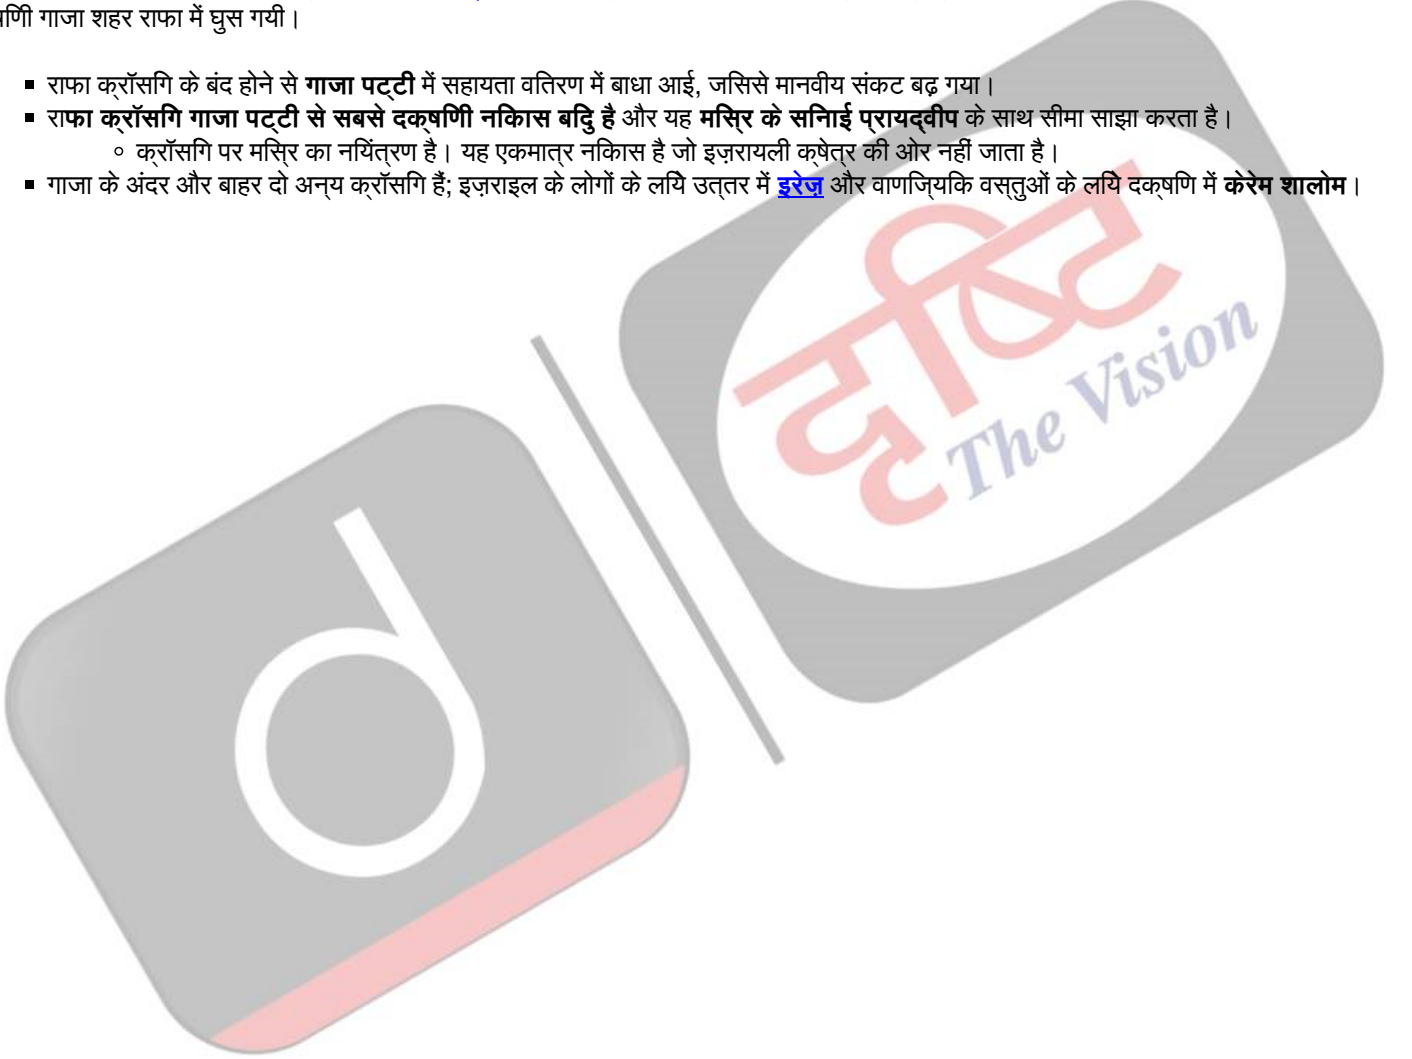 गाजा शहर राफा में घुस गयी।
राफा क्रॉसिंग के बंद होने से गाजा पट्टी में सहायता वितरण में बाधा आई, जिससे मानवीय संकट बढ़ गया।
राफा क्रॉसिंग गाजा पट्टी से सबसे दक्षिणी निकास बिंदु है और यह मिस्र के सिनाई प्रायद्वीप के साथ सीमा साझा करता है।
क्रॉसिंग पर मिस्र का नियंत्रण है। यह एकमात्र निकास है जो इज़रायली क्षेत्र की ओर नहीं जाता है।
गाजा के अंदर और बाहर दो अन्य क्रॉसिंग हैं; इज़राइल के लोगों के लिये उत्तर में इरेज़ और वाणिज्यिक वस्तुओं के लिये दक्षिण में केरेम शालोम।
दृष्टि
The Vision
d